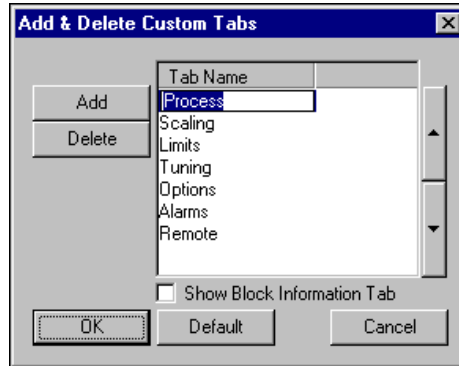 Add & Delete Custom Tabs
Tab Name
Add
Process
Scaling
Delete
Limits
Tuning
Options
Alarms
Remote
Show Block Information Tab
OK Default Cancel